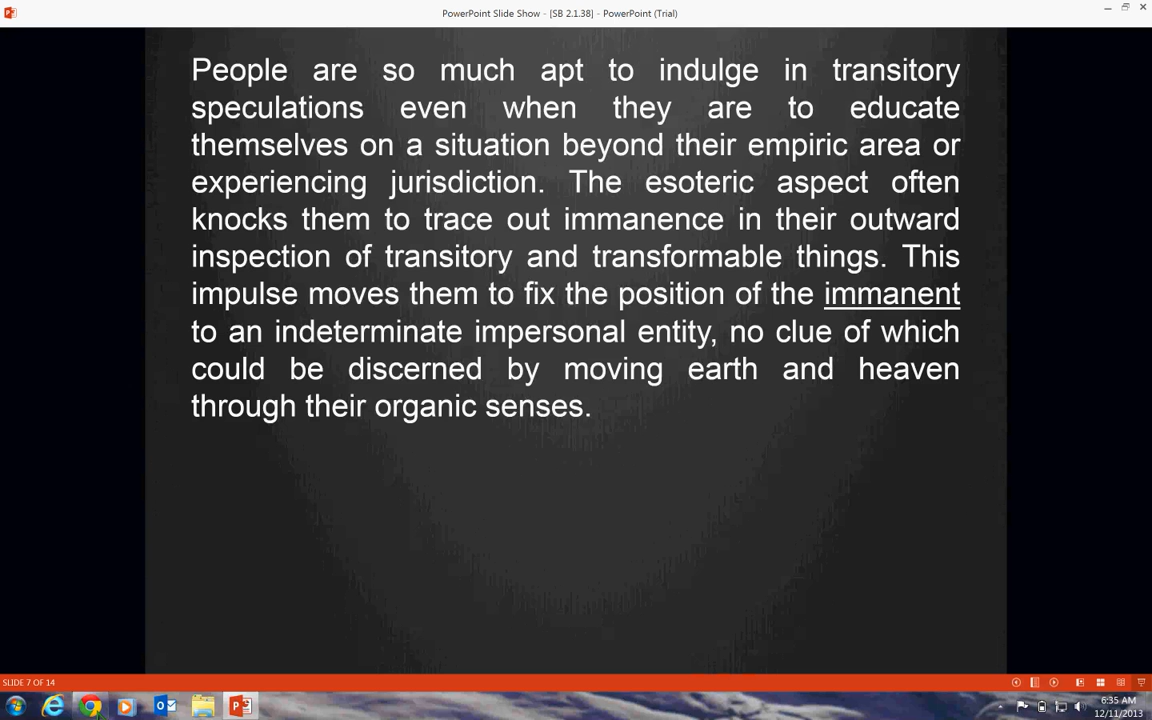 PowerPoint Slide Show - [SB 2.1.38] - PowerPoint (Trial)
People are so much apt to indulge in transitory
speculations even when they are to educate
themselves on a situation beyond their empiric area or
experiencing jurisdiction. The esoteric aspect often
knocks them to trace out immanence in their outward
inspection of transitory and transformable things. This
impulse moves them to fix the position of the immanent
to an indeterminate impersonal entity, no clue of which
could be discerned by moving earth and heaven
through their organic senses.
SLIDE 7 OF 14
6:35 AM
12/11/2013